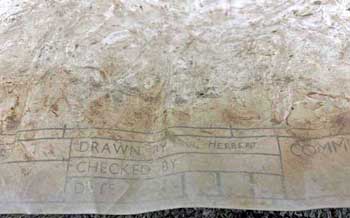 DRAWN BY HERBERT COMM
CHECKED BY
DATE